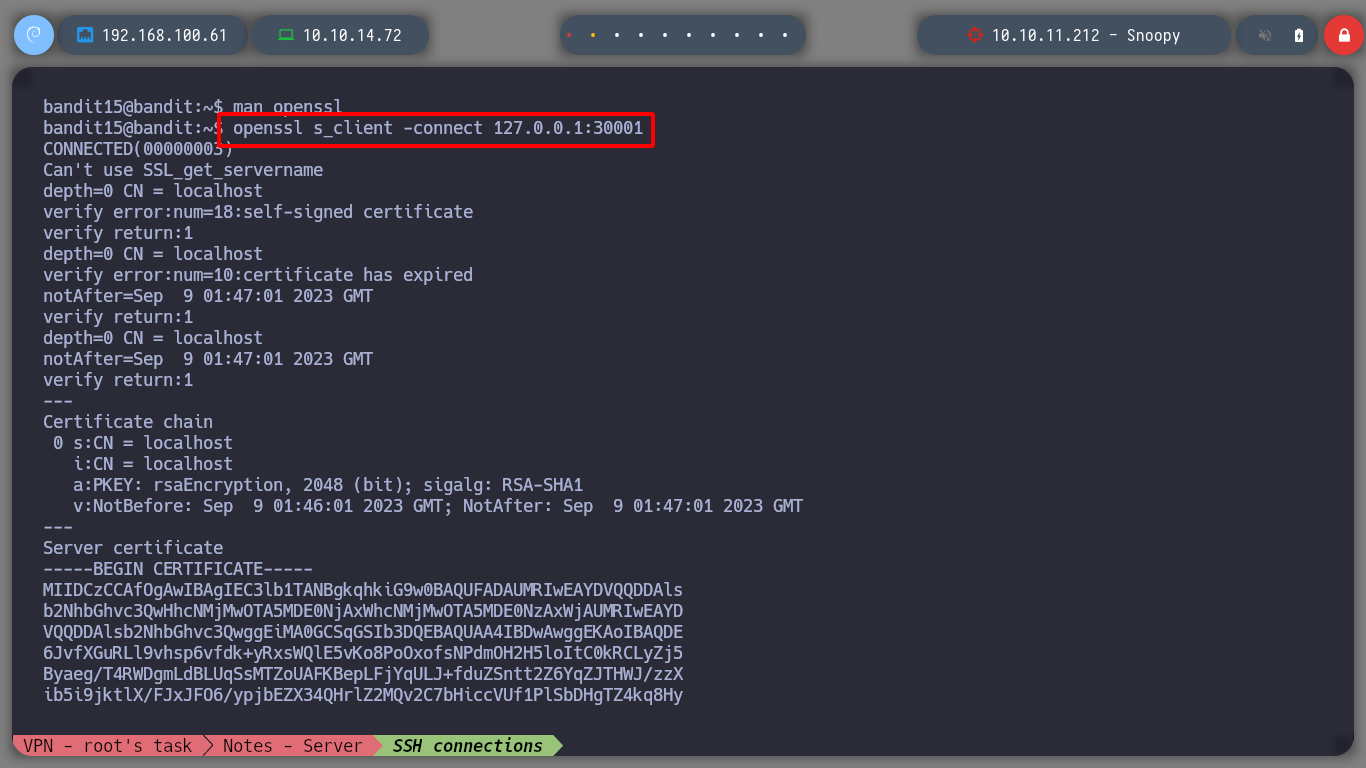 192.168.100.61 10.10.14.72 10.10.11.212 - Snoopy
bandit15@bandit:~$ man openssl
bandit15@bandit:~$ openssl s_client -connect 127.0.0.1:30001
CONNECTED(00000003)
Can't use SSL_get_servername
depth=0 CN = localhost
verify error:num=18:self-signed certificate
verify return:1
depth=0 CN = localhost
verify error:num=10:certificate has expired
notAfter=Sep  9 01:47:01 2023 GMT
verify return:1
depth=0 CN = localhost
notAfter=Sep  9 01:47:01 2023 GMT
verify return:1
---
Certificate chain
 0 s:CN = localhost
   i:CN = localhost
   a:PKEY: rsaEncryption, 2048 (bit); sigalg: RSA-SHA1
   v:NotBefore: Sep  9 01:46:01 2023 GMT; NotAfter: Sep  9 01:47:01 2023 GMT
---
Server certificate
-----BEGIN CERTIFICATE-----
MIIDCzCCAfOgAwIBAgIEC3lb1TANBgkqhkiG9w0BAQUFADAUMRIwEAYDVQQDDAls
b2NhbGhvc3QwHhcNMjMwOTA5MDE0NjAxWhcNMjMwOTA5MDE0NzAxWjAUMRIwEAYD
VQQDDAlsb2NhbGhvc3QwggEiMA0GCSqGSIb3DQEBAQUAA4IBDwAwggEKAoIBAQDE
6JvfXGuRLl9vhsp6vfdk+yRxsWQlE5vKo8PoOxofsNPdmOH2H5loItC0kRCLyZj5
Byaeg/T4RWDgmLdBLUqSsMTZoUAFKBepLFjYqULJ+fduZSntt2Z6YqZJTHWJ/zzX
ib5i9jktlX/FJxJFO6/ypjbEZX34QHrlZ2MQv2C7bHiccVUf1PlSbDHgTZ4kq8Hy
VPN - root's task Notes - Server SSH connections